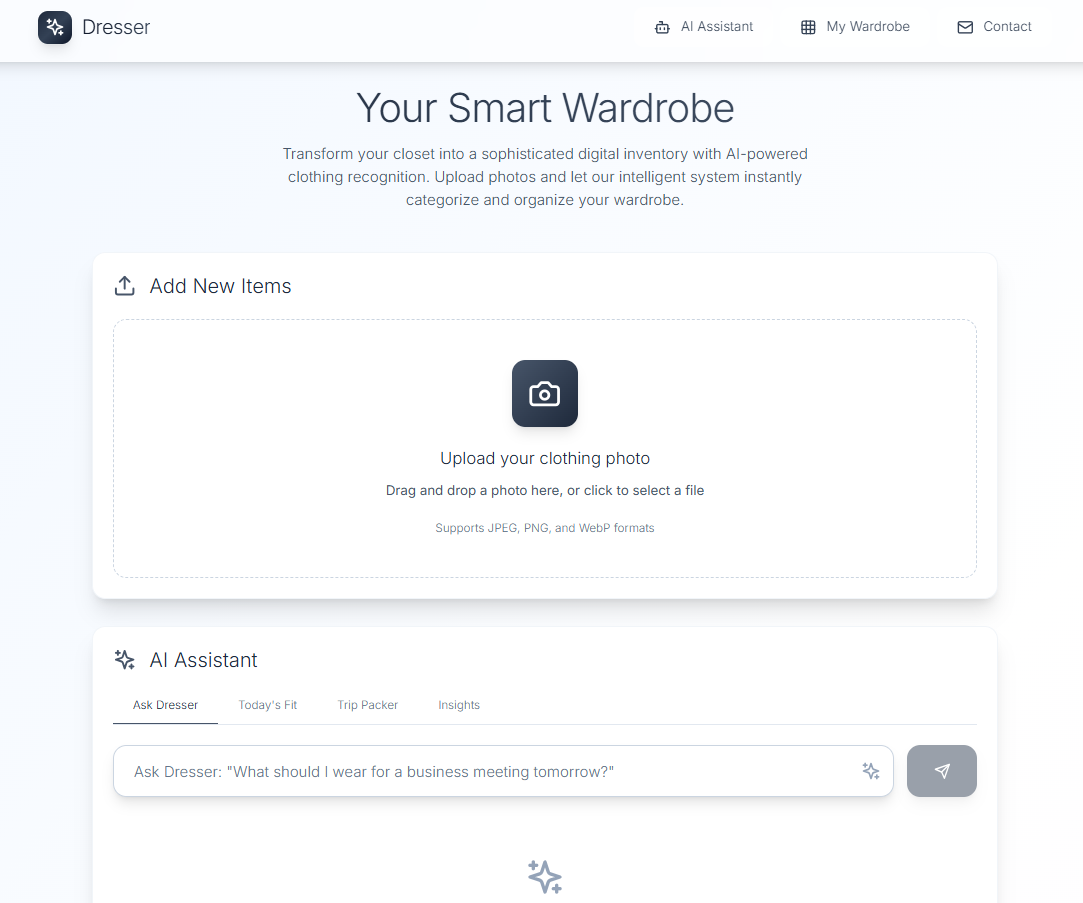 Dresser
AI Assistant
My Wardrobe
Contact
Your Smart Wardrobe
Transform your closet into a sophisticated digital inventory with AI-powered
clothing recognition. Upload photos and let our intelligent system instantly
categorize and organize your wardrobe.
Add New Items
Upload your clothing photo
Drag and drop a photo here, or click to select a file
Supports JPEG, PNG, and WebP formats
AI Assistant
Ask Dresser
Today's Fit
Trip Packer
Insights
Ask Dresser: "What should I wear for a business meeting tomorrow?"